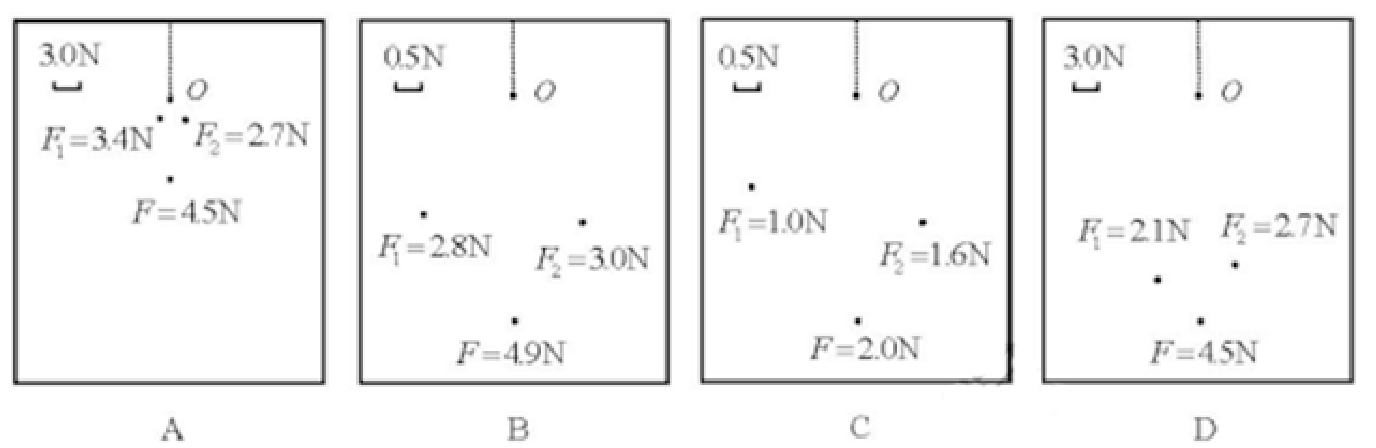 3.0N
O
F₁=3.4N
F₂=2.7N
F=4.5N
A
0.5N
O
F₁=2.8N
F₂=3.0N
F=4.9N
B
0.5N
O
F₁=1.0N
F₂=1.6N
F=2.0N
C
3.0N
O
F₁=2.1N
F₂=2.7N
F=4.5N
D